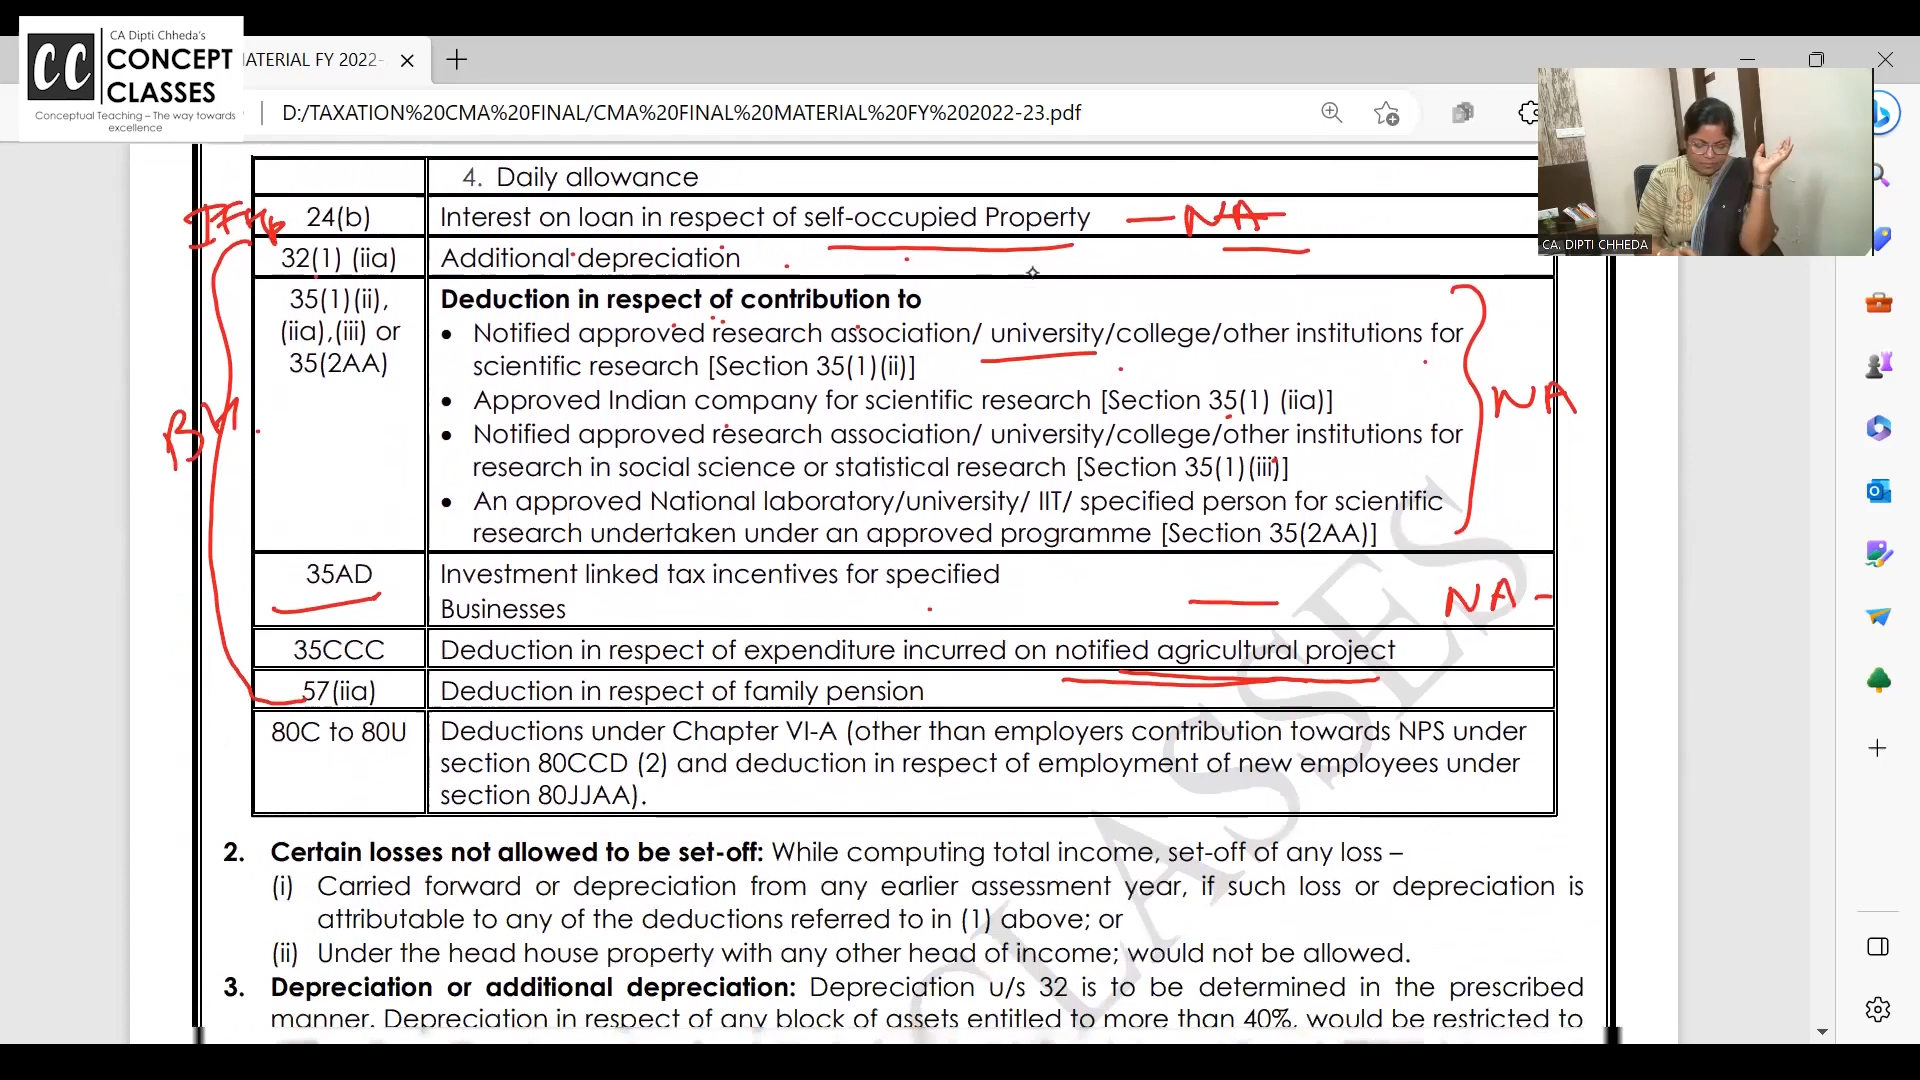 CA Dipti Chheda's
CC CONCEPT
CLASSES
Conceptual Teaching – The way towards
excellence
ATERIAL FY 2022-
D:/TAXATION%20CMA%20FINAL/CMA%20FINAL%20MATERIAL%20FY%202022-23.pdf
CA. DIPTI CHHEDA
4. Daily allowance
24(b) Interest on loan in respect of self-occupied Property — NA
32(1) (iia) Additional depreciation
35(1)(ii), Deduction in respect of contribution to
(iia),(iii) or • Notified approved research association/ university/college/other institutions for
35(2AA) scientific research [Section 35(1)(ii)]
• Approved Indian company for scientific research [Section 35(1) (iia)] NA
• Notified approved research association/ university/college/other institutions for
research in social science or statistical research [Section 35(1)(iii)]
• An approved National laboratory/university/ IIT/ specified person for scientific
research undertaken under an approved programme [Section 35(2AA)]
35AD Investment linked tax incentives for specified
Businesses NA -
35CCC Deduction in respect of expenditure incurred on notified agricultural project
57(iia) Deduction in respect of family pension
80C to 80U Deductions under Chapter VI-A (other than employers contribution towards NPS under
section 80CCD (2) and deduction in respect of employment of new employees under
section 80JJAA).
2. Certain losses not allowed to be set-off: While computing total income, set-off of any loss –
(i) Carried forward or depreciation from any earlier assessment year, if such loss or depreciation is
attributable to any of the deductions referred to in (1) above; or
(ii) Under the head house property with any other head of income; would not be allowed.
3. Depreciation or additional depreciation: Depreciation u/s 32 is to be determined in the prescribed
manner. Depreciation in respect of any block of assets entitled to more than 40%, would be restricted to
CLASSES